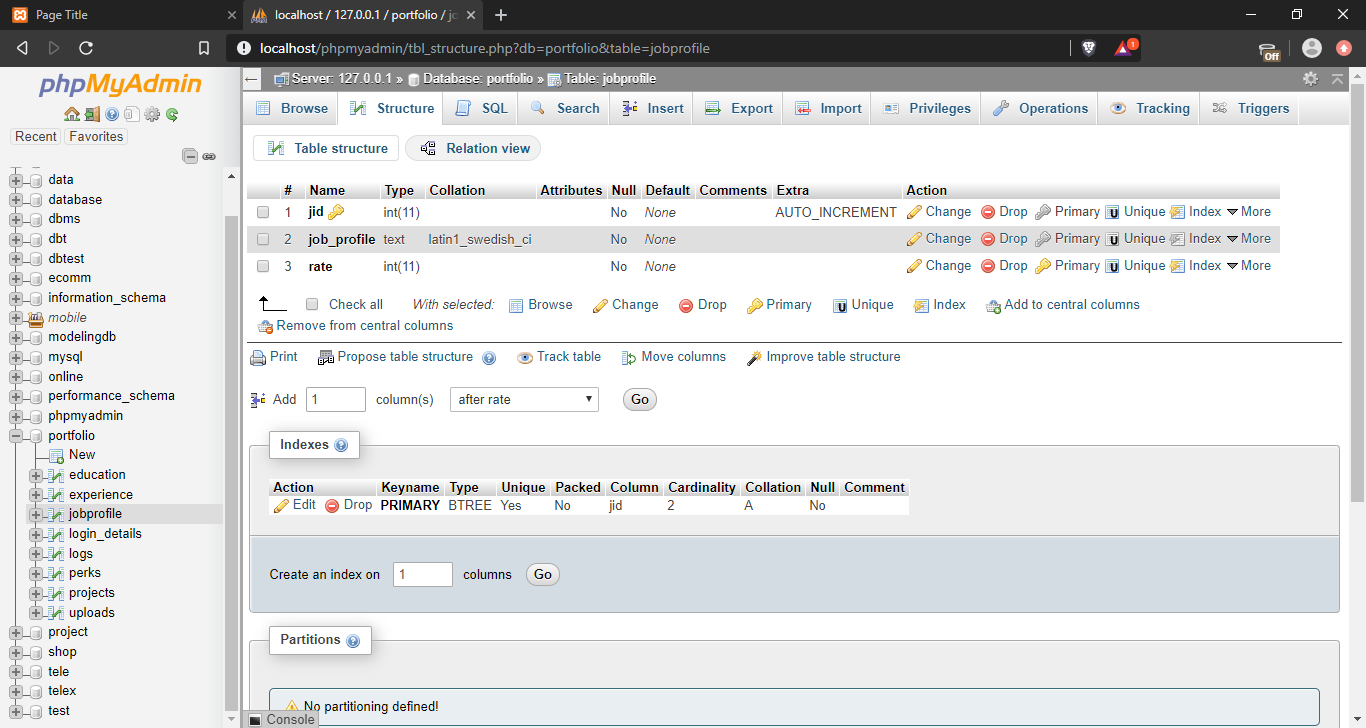 Page Title
localhost / 127.0.0.1 / portfolio / jo
localhost/phpmyadmin/tbl_structure.php?db=portfolio&table=jobprofile
1
Off
phpMyAdmin
Recent Favorites
data
database
dbms
dbt
dbtest
ecomm
information_schema
mobile
modelingdb
mysql
online
performance_schema
phpmyadmin
portfolio
New
education
experience
jobprofile
login_details
logs
perks
projects
uploads
project
shop
tele
telex
test
Server: 127.0.0.1 » Database: portfolio » Table: jobprofile
Browse Structure SQL Search Insert Export Import Privileges Operations Tracking Triggers
Table structure Relation view
# Name Type Collation Attributes Null Default Comments Extra Action
1 jid int(11) No None AUTO_INCREMENT Change Drop Primary Unique Index More
2 job_profile text latin1_swedish_ci No None Change Drop Primary Unique Index More
3 rate int(11) No None Change Drop Primary Unique Index More
Check all With selected: Browse Change Drop Primary Unique Index Add to central columns
Remove from central columns
Print Propose table structure Track table Move columns Improve table structure
Add 1 column(s) after rate Go
Indexes
Action Keyname Type Unique Packed Column Cardinality Collation Null Comment
Edit Drop PRIMARY BTREE Yes No jid 2 A No
Create an index on 1 columns Go
Partitions
No partitioning defined!
Console